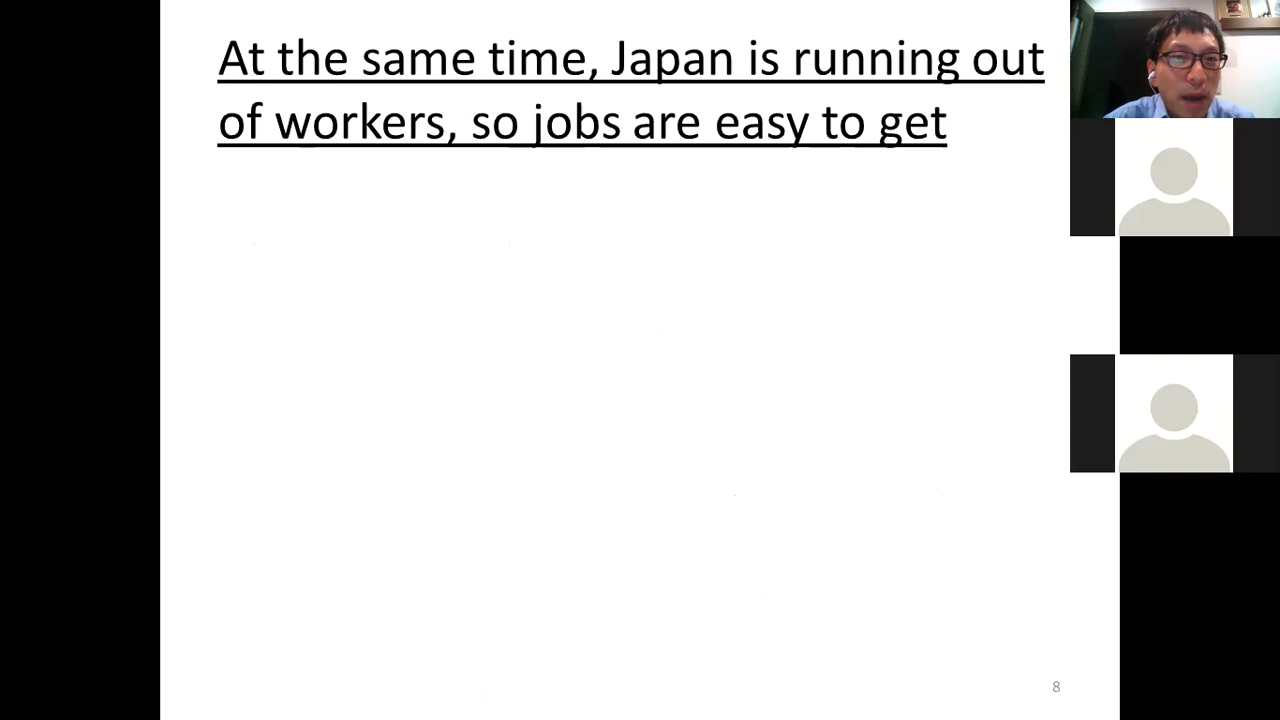 At the same time, Japan is running out
of workers, so jobs are easy to get
8